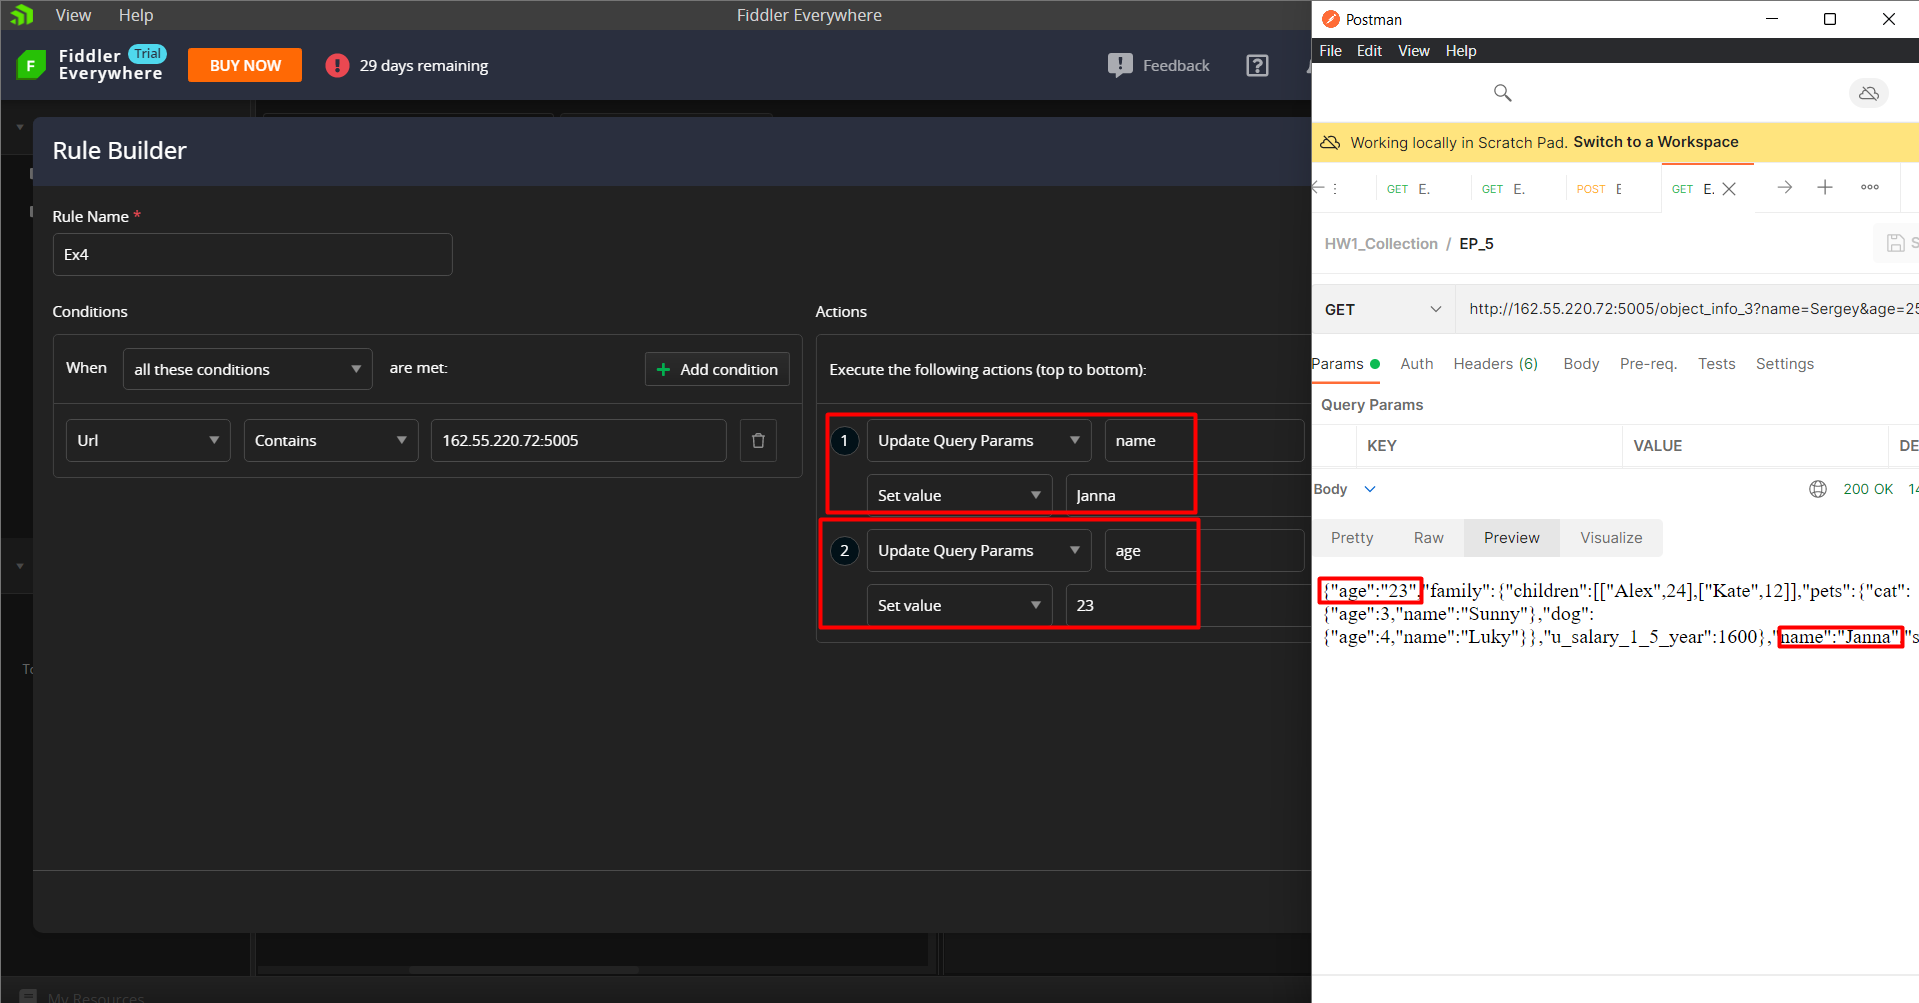 View Help
Fiddler Everywhere
Fiddler Trial
Everywhere
BUY NOW
29 days remaining
Feedback
Rule Builder
Rule Name *
Ex4
Conditions
When all these conditions are met:
Add condition
Url Contains 162.55.220.72:5005
Actions
Execute the following actions (top to bottom):
1 Update Query Params name
Set value Janna
2 Update Query Params age
Set value 23
To
My Resources
Postman
File Edit View Help
Working locally in Scratch Pad. Switch to a Workspace
GET E. GET E. POST E GET E.
HW1_Collection / EP_5
S
GET http://162.55.220.72:5005/object_info_3?name=Sergey&age=25
Params Auth Headers (6) Body Pre-req. Tests Settings
Query Params
KEY VALUE DE
Body 200 OK 14
Pretty Raw Preview Visualize
{"age":"23","family":{"children":[["Alex",24],["Kate",12]],"pets":{"cat":
{"age":3,"name":"Sunny"},"dog":
{"age":4,"name":"Luky"}},"u_salary_1_5_year":1600},"name":"Janna","s